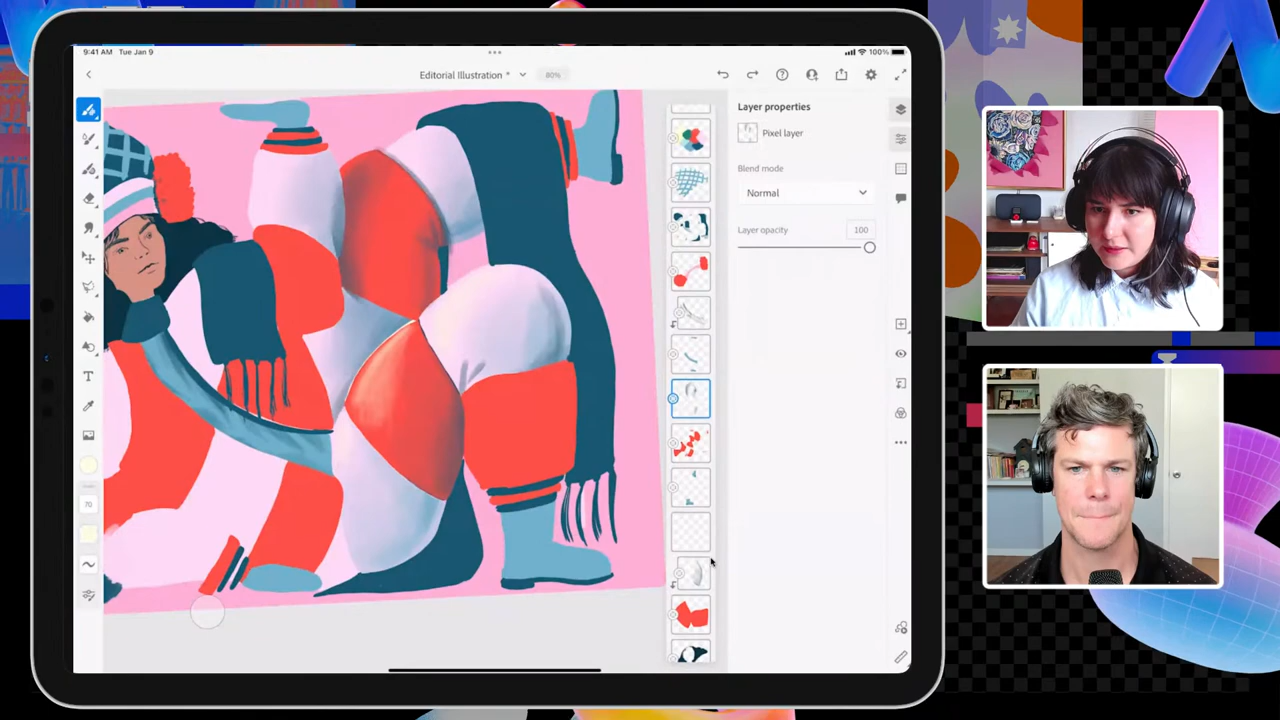 9:41 AM Tue Jan 9
100%
Editorial Illustration *
80%
Layer properties
Pixel layer
Blend mode
Normal
Layer opacity
100
T
70